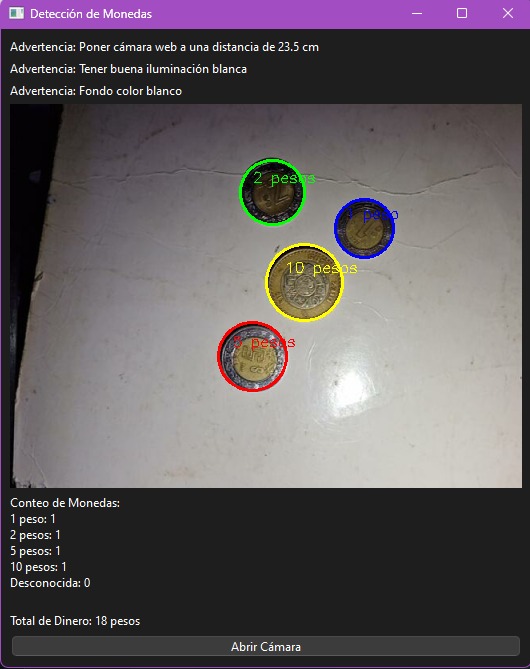 Detección de Monedas
Advertencia: Poner cámara web a una distancia de 23.5 cm
Advertencia: Tener buena iluminación blanca
Advertencia: Fondo color blanco
2 pesos
1 peso
10 pesos
5 pesos
Conteo de Monedas:
1 peso: 1
2 pesos: 1
5 pesos: 1
10 pesos: 1
Desconocida: 0
Total de Dinero: 18 pesos
Abrir Cámara